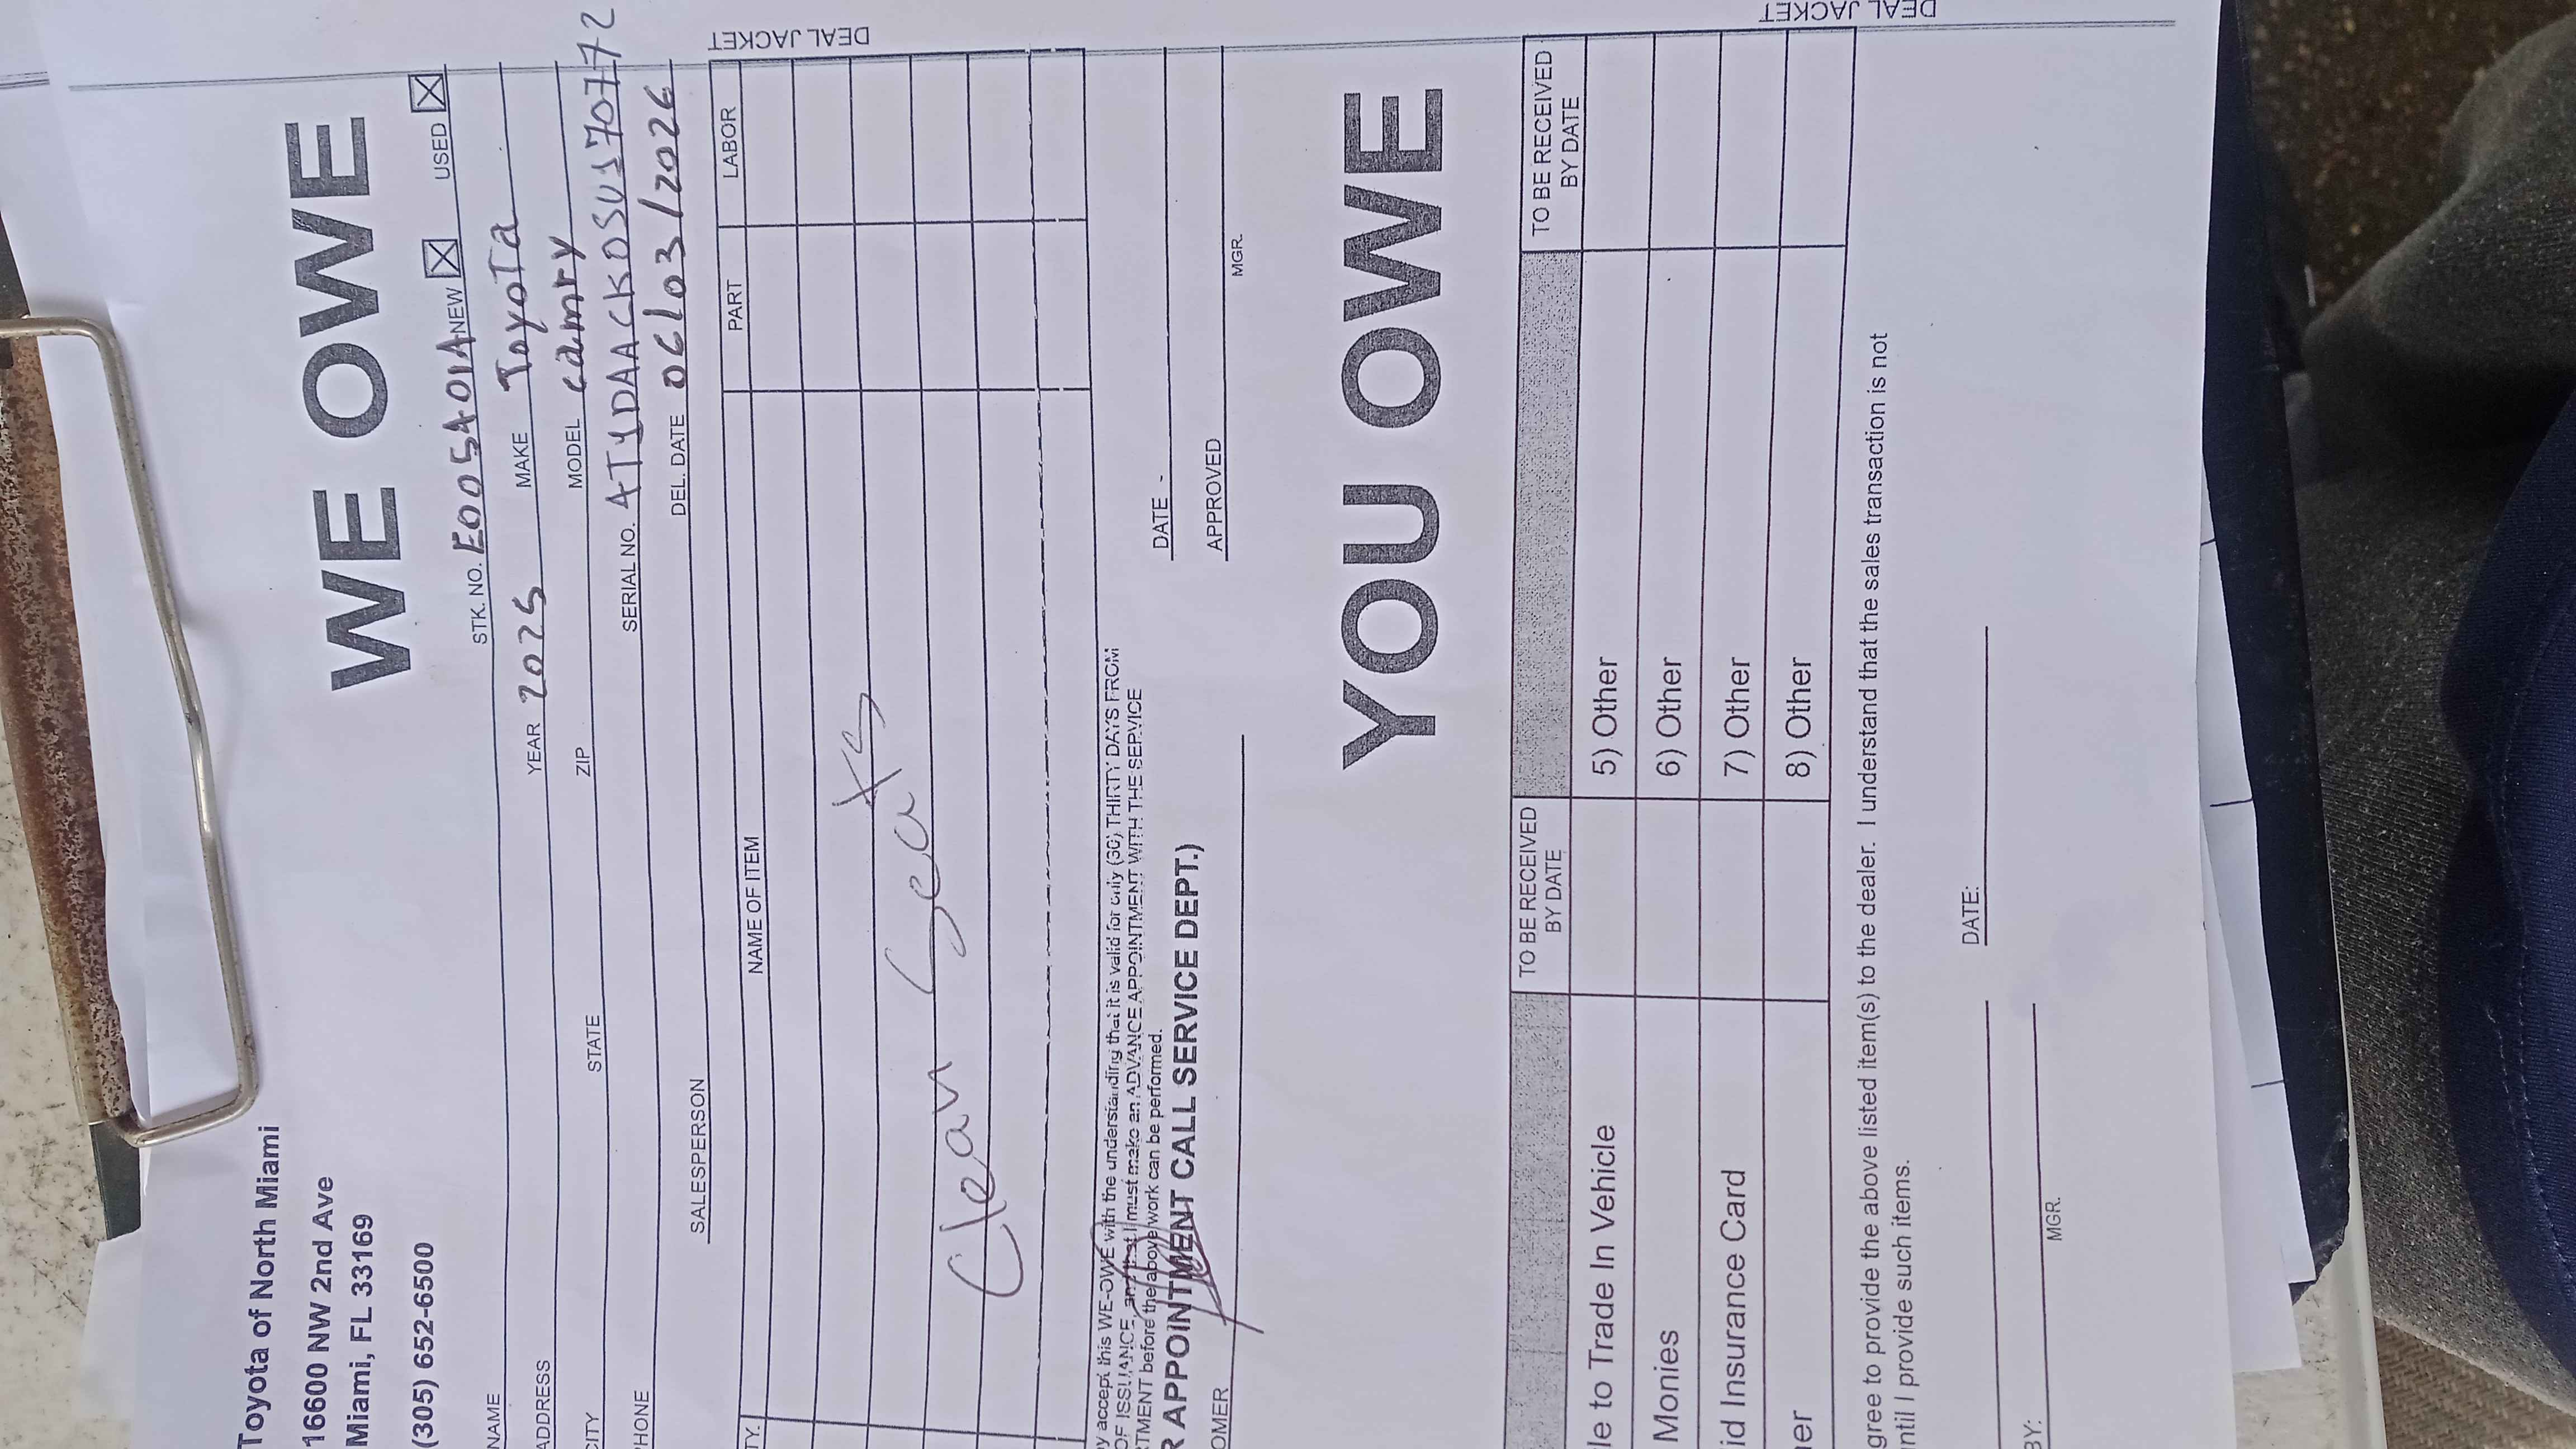 Toyota of North Miami
16600 NW 2nd Ave
Miami, FL 33169
(305) 652-6500
WE OWE
STK. NO. E005401A NEW ☒ USED ☒
NAME
YEAR 2025 MAKE Toyota
ADDRESS
MODEL camry
CITY STATE ZIP
SERIAL NO. 4T1DAACK0SU170772
PHONE
DEL. DATE 06/03/2026
SALESPERSON
TY. NAME OF ITEM PART LABOR
Clean Seats
y accept this WE-OWE with the understanding that it is valid for only (30) THIRTY DAYS FROM
OF ISSUANCE, and that I must make an ADVANCE APPOINTMENT WITH THE SERVICE
RTMENT before the above work can be performed.
R APPOINTMENT CALL SERVICE DEPT.)
DATE -
OMER
APPROVED
MGR.
YOU OWE
TO BE RECEIVED BY DATE TO BE RECEIVED BY DATE
le to Trade In Vehicle 5) Other
Monies 6) Other
id Insurance Card 7) Other
er 8) Other
gree to provide the above listed item(s) to the dealer. I understand that the sales transaction is not
ntil I provide such items.
DATE:
BY:
MGR.
DEAL JACKET
DEAL JACKET